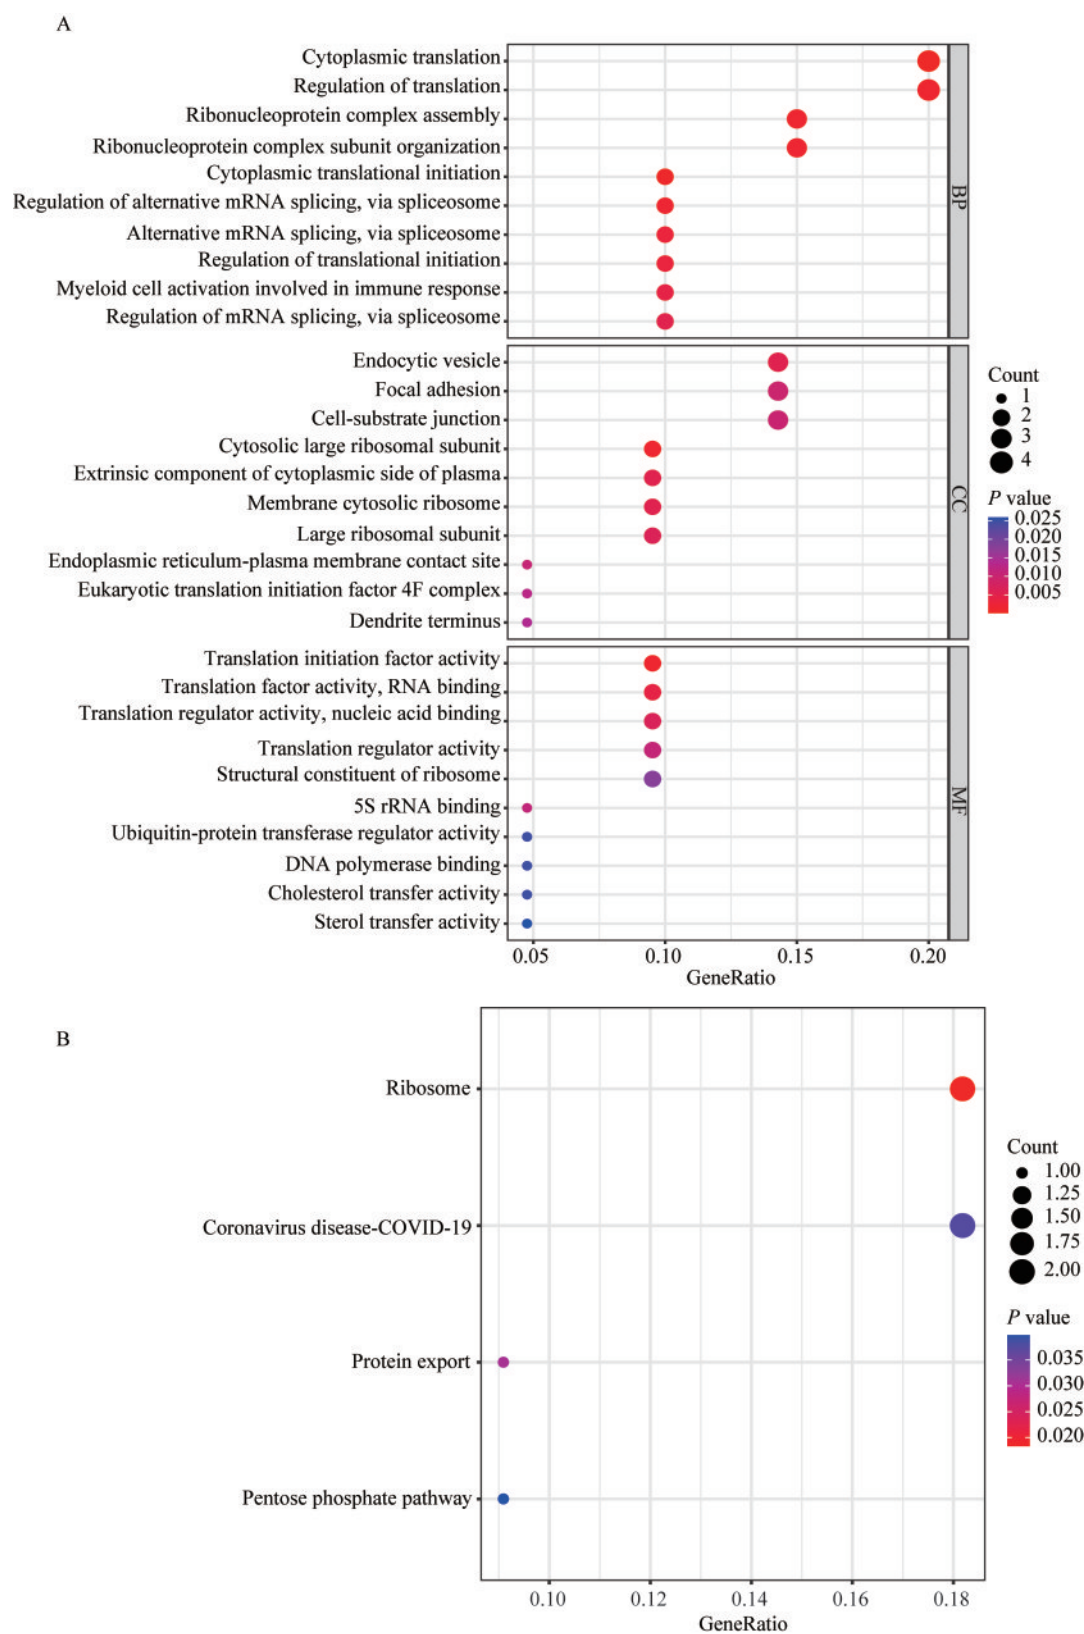 A
Cytoplasmic translation
Regulation of translation
Ribonucleoprotein complex assembly
Ribonucleoprotein complex subunit organization
Cytoplasmic translational initiation
Regulation of alternative mRNA splicing, via spliceosome
Alternative mRNA splicing, via spliceosome
Regulation of translational initiation
Myeloid cell activation involved in immune response
Regulation of mRNA splicing, via spliceosome
BP
Endocytic vesicle
Focal adhesion
Cell-substrate junction
Cytosolic large ribosomal subunit
Extrinsic component of cytoplasmic side of plasma
Membrane cytosolic ribosome
Large ribosomal subunit
Endoplasmic reticulum-plasma membrane contact site
Eukaryotic translation initiation factor 4F complex
Dendrite terminus
CC
Translation initiation factor activity
Translation factor activity, RNA binding
Translation regulator activity, nucleic acid binding
Translation regulator activity
Structural constituent of ribosome
5S rRNA binding
Ubiquitin-protein transferase regulator activity
DNA polymerase binding
Cholesterol transfer activity
Sterol transfer activity
MF
0.05 0.10 0.15 0.20
GeneRatio
Count
1
2
3
4
P value
0.025
0.020
0.015
0.010
0.005
B
Ribosome
Coronavirus disease-COVID-19
Protein export
Pentose phosphate pathway
0.10 0.12 0.14 0.16 0.18
GeneRatio
Count
1.00
1.25
1.50
1.75
2.00
P value
0.035
0.030
0.025
0.020